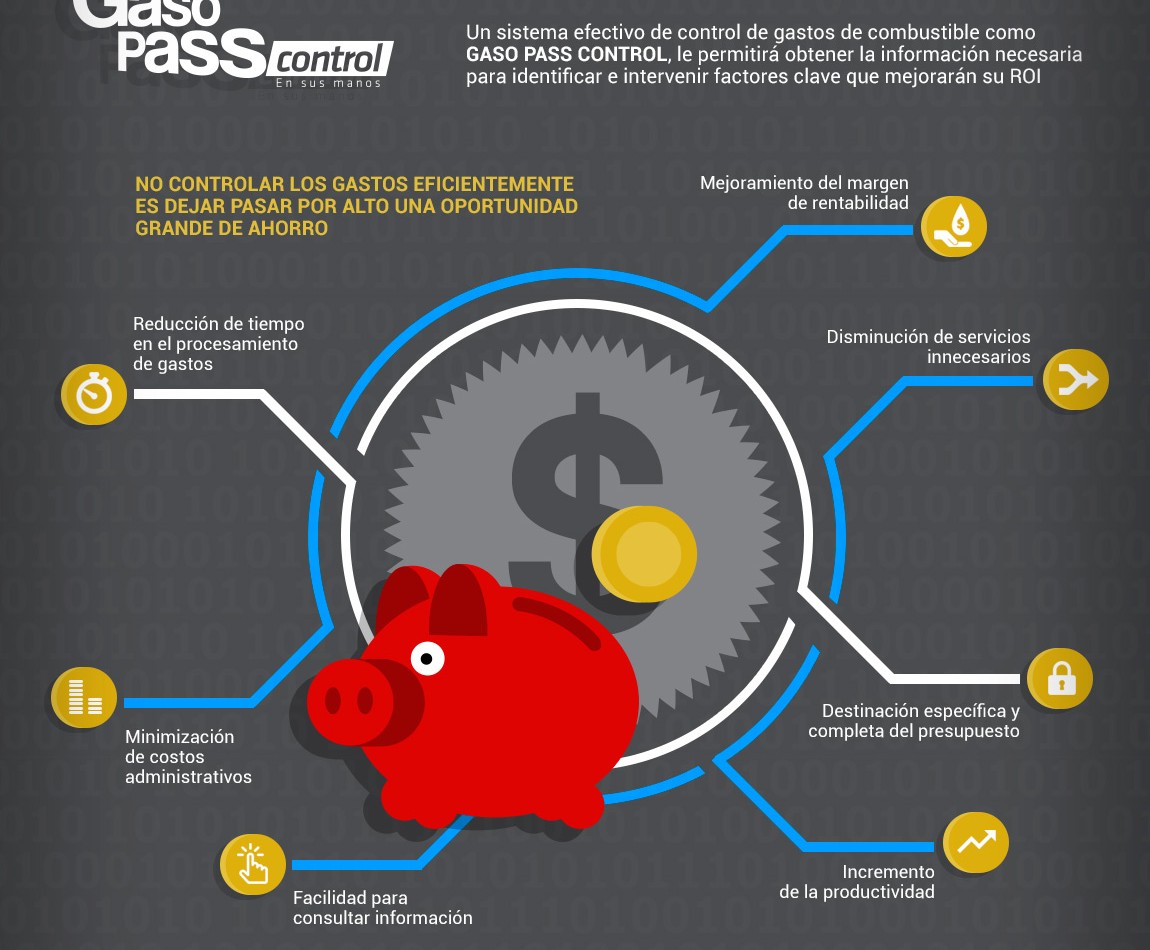 Gaso
Pass control
En sus manos
Un sistema efectivo de control de gastos de combustible como
GASO PASS CONTROL, le permitirá obtener la información necesaria
para identificar e intervenir factores clave que mejorarán su ROI
NO CONTROLAR LOS GASTOS EFICIENTEMENTE
ES DEJAR PASAR POR ALTO UNA OPORTUNIDAD
GRANDE DE AHORRO
Mejoramiento del margen
de rentabilidad
Reducción de tiempo
en el procesamiento
de gastos
Disminución de servicios
innecesarios
$
Destinación específica y
completa del presupuesto
Minimización
de costos
administrativos
Incremento
de la productividad
Facilidad para
consultar información